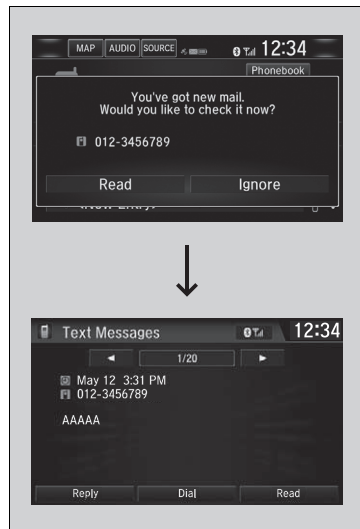 MAP AUDIO SOURCE 12:34
Phonebook
You've got new mail.
Would you like to check it now?
012-3456789
Read Ignore
<New Entry>
Text Messages 12:34
1/20
May 12 3:31 PM
012-3456789
AAAAA
Reply Dial Read